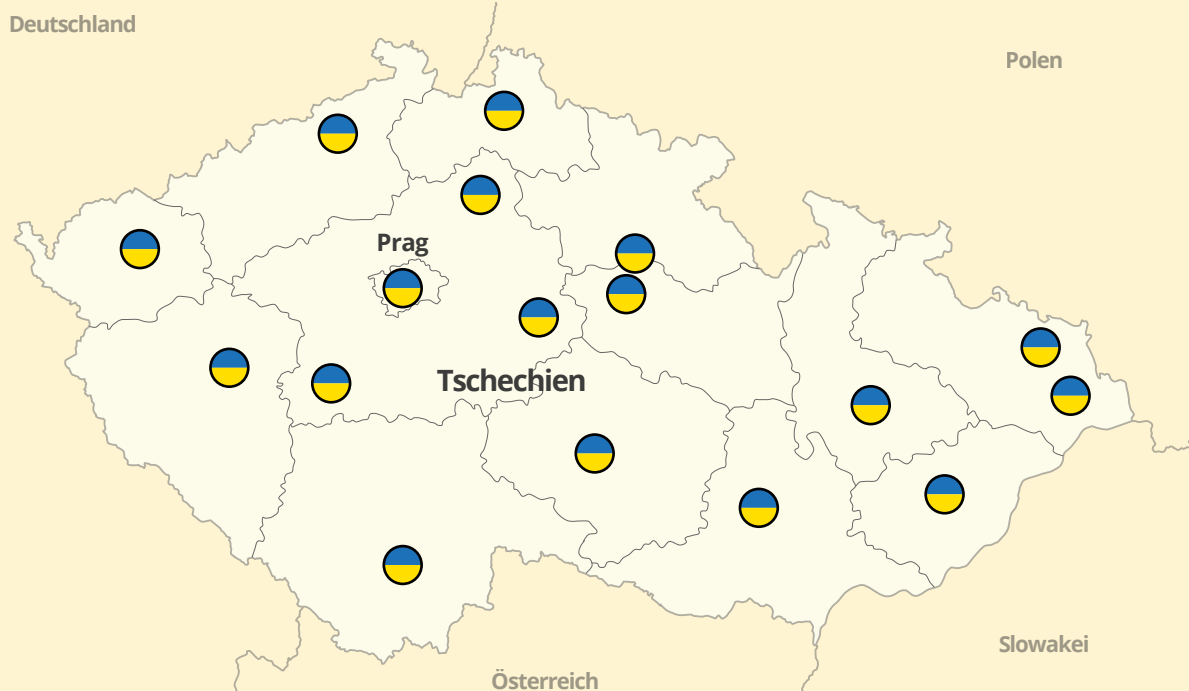 Deutschland
Polen
Prag
Tschechien
Slowakei
Österreich